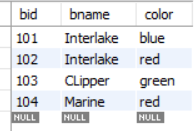 bid bname color
101 Interlake blue
102 Interlake red
103 CLipper green
104 Marine red
NULL NULL NULL